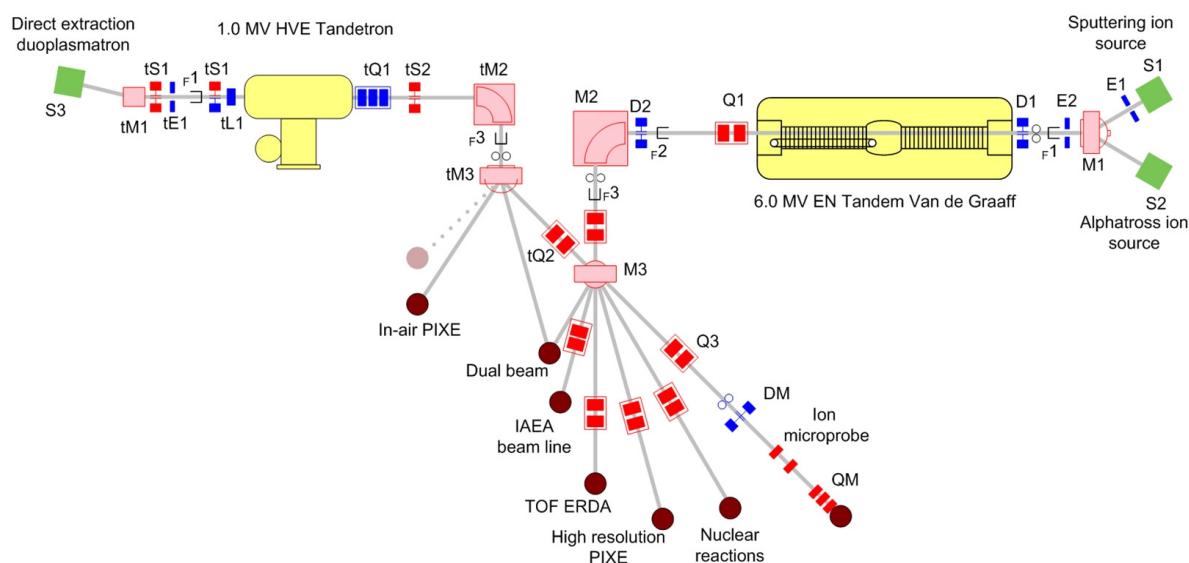 Direct extraction
duoplasmatron
1.0 MV HVE Tandetron
Sputtering ion
source
S3
tM1
tS1
tE1
F1
tS1
tL1
tQ1
tS2
tM2
F3
tM3
M2
D2
F2
Q1
D1
F1
E2
E1
S1
M1
S2
6.0 MV EN Tandem Van de Graaff
Alphatross ion
source
F3
tQ2
M3
In-air PIXE
Dual beam
IAEA
beam line
TOF ERDA
High resolution
PIXE
Nuclear
reactions
Q3
DM
Ion
microprobe
QM